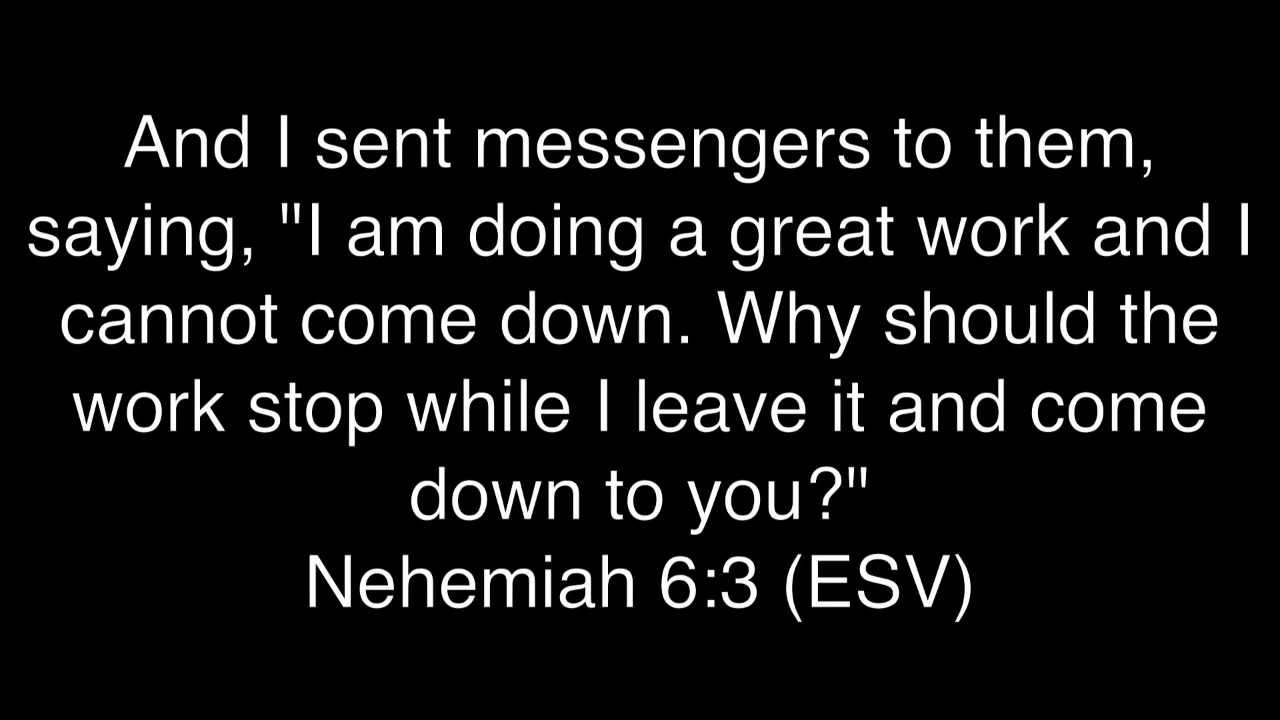 And I sent messengers to them,
saying, "I am doing a great work and I
cannot come down. Why should the
work stop while I leave it and come
down to you?"
Nehemiah 6:3 (ESV)